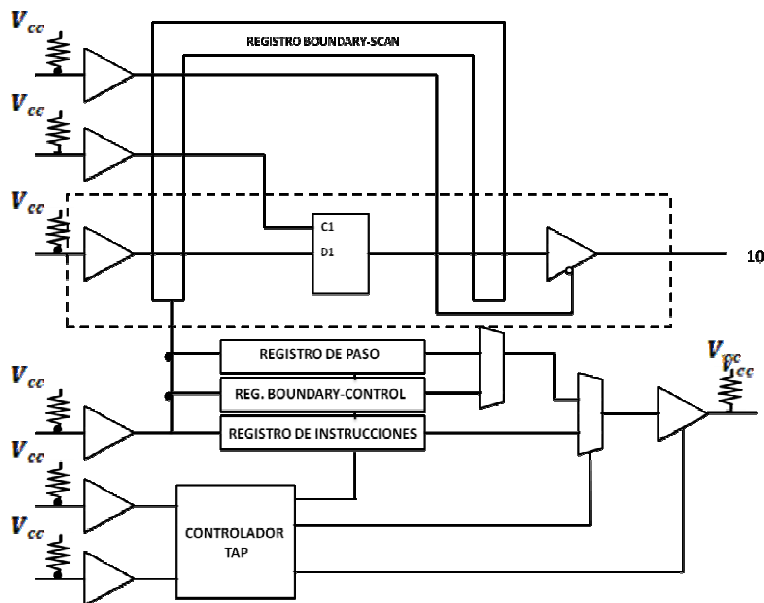 Vcc
REGISTRO BOUNDARY-SCAN
Vcc
Vcc
C1
D1
10
REGISTRO DE PASO
Vcc
Vcc
Vcc
REG. BOUNDARY-CONTROL
REGISTRO DE INSTRUCCIONES
Vcc
CONTROLADOR
TAP
Vcc